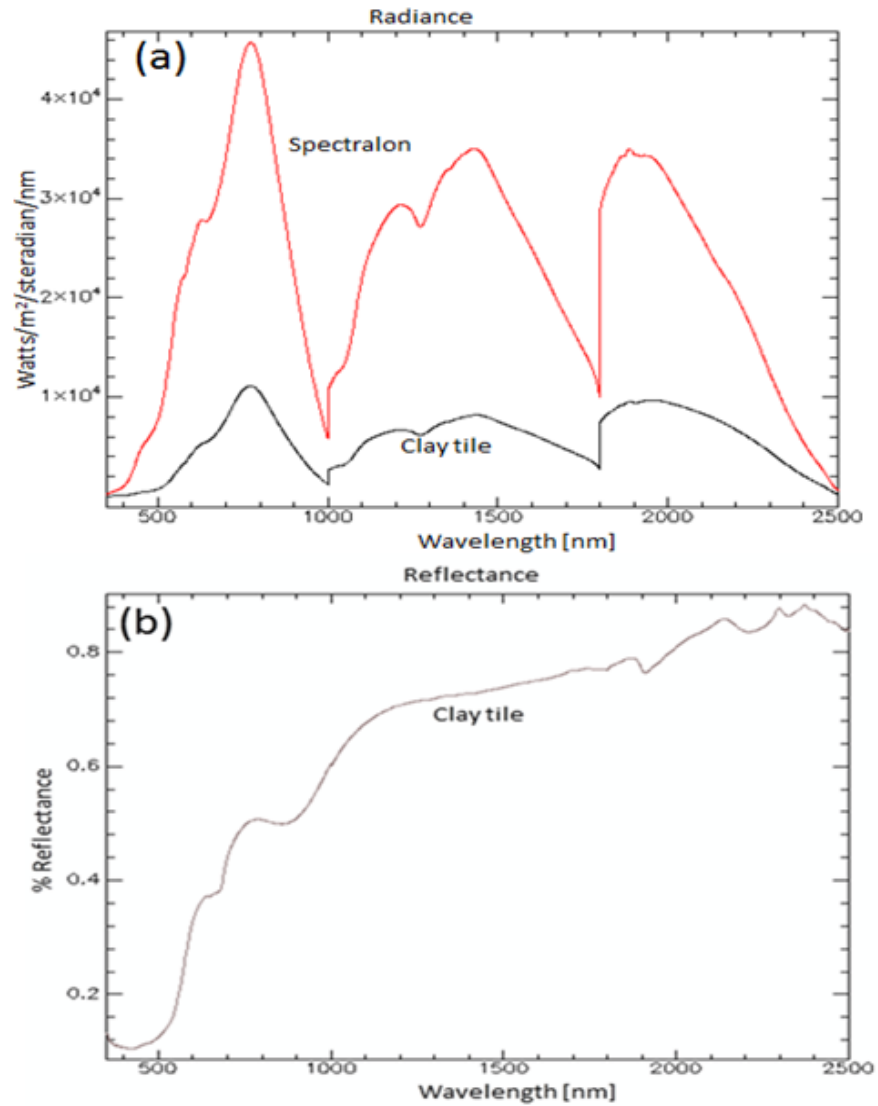 Radiance
(a)
Spectralon
Clay tile
Watts/m²/steradian/nm
4×10⁴
3×10⁴
2×10⁴
1×10⁴
500 1000 1500 2000 2500
Wavelength [nm]
Reflectance
(b)
Clay tile
% Reflectance
0.8
0.6
0.4
0.2
500 1000 1500 2000 2500
Wavelength [nm]